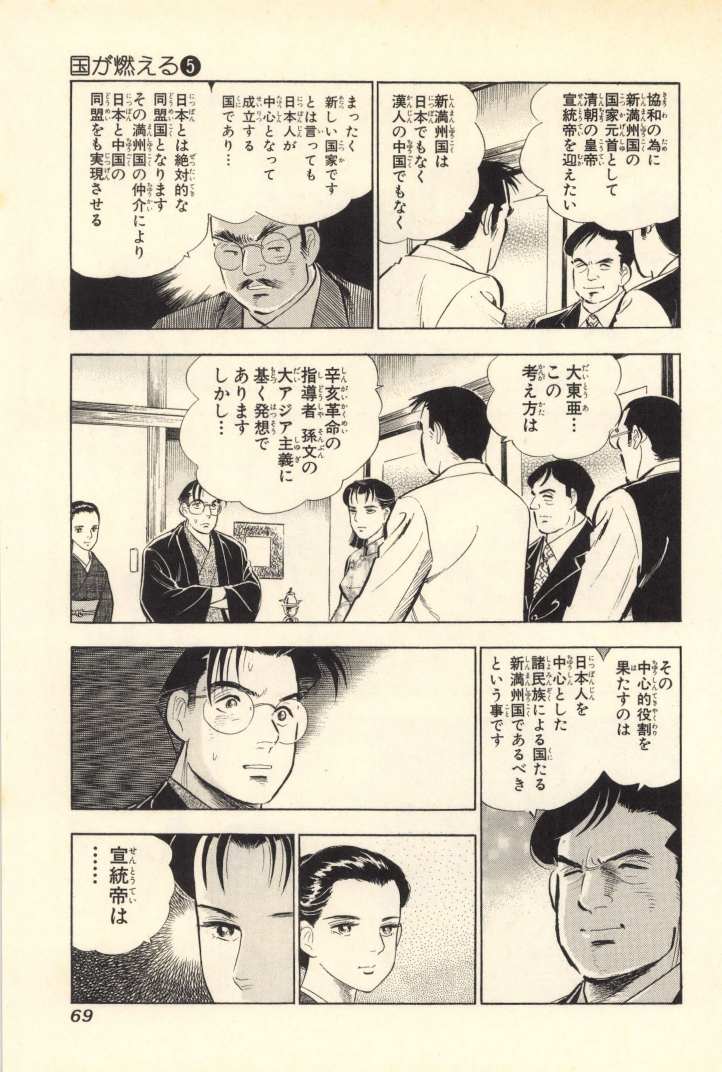 国が燃える❺
協和の為に
新満州国の
国家元首として
清朝の皇帝
宣統帝を迎えたい
新満州国は
日本でもなく
漢人の中国でもなく
まったく
新しい国家です
とは言っても
日本人が
中心となって
成立する
国であり…
日本とは絶対的な
同盟国となります
その満州国の仲介により
日本と中国の
同盟をも実現させる
大東亜…
この
考え方は
辛亥革命の
指導者 孫文の
大アジア主義に
基く発想で
あります
しかし…
その
中心的役割を
果たすのは
日本人を
中心とした
諸民族による国たる
新満州国であるべき
という事です
宣統帝は
……
69